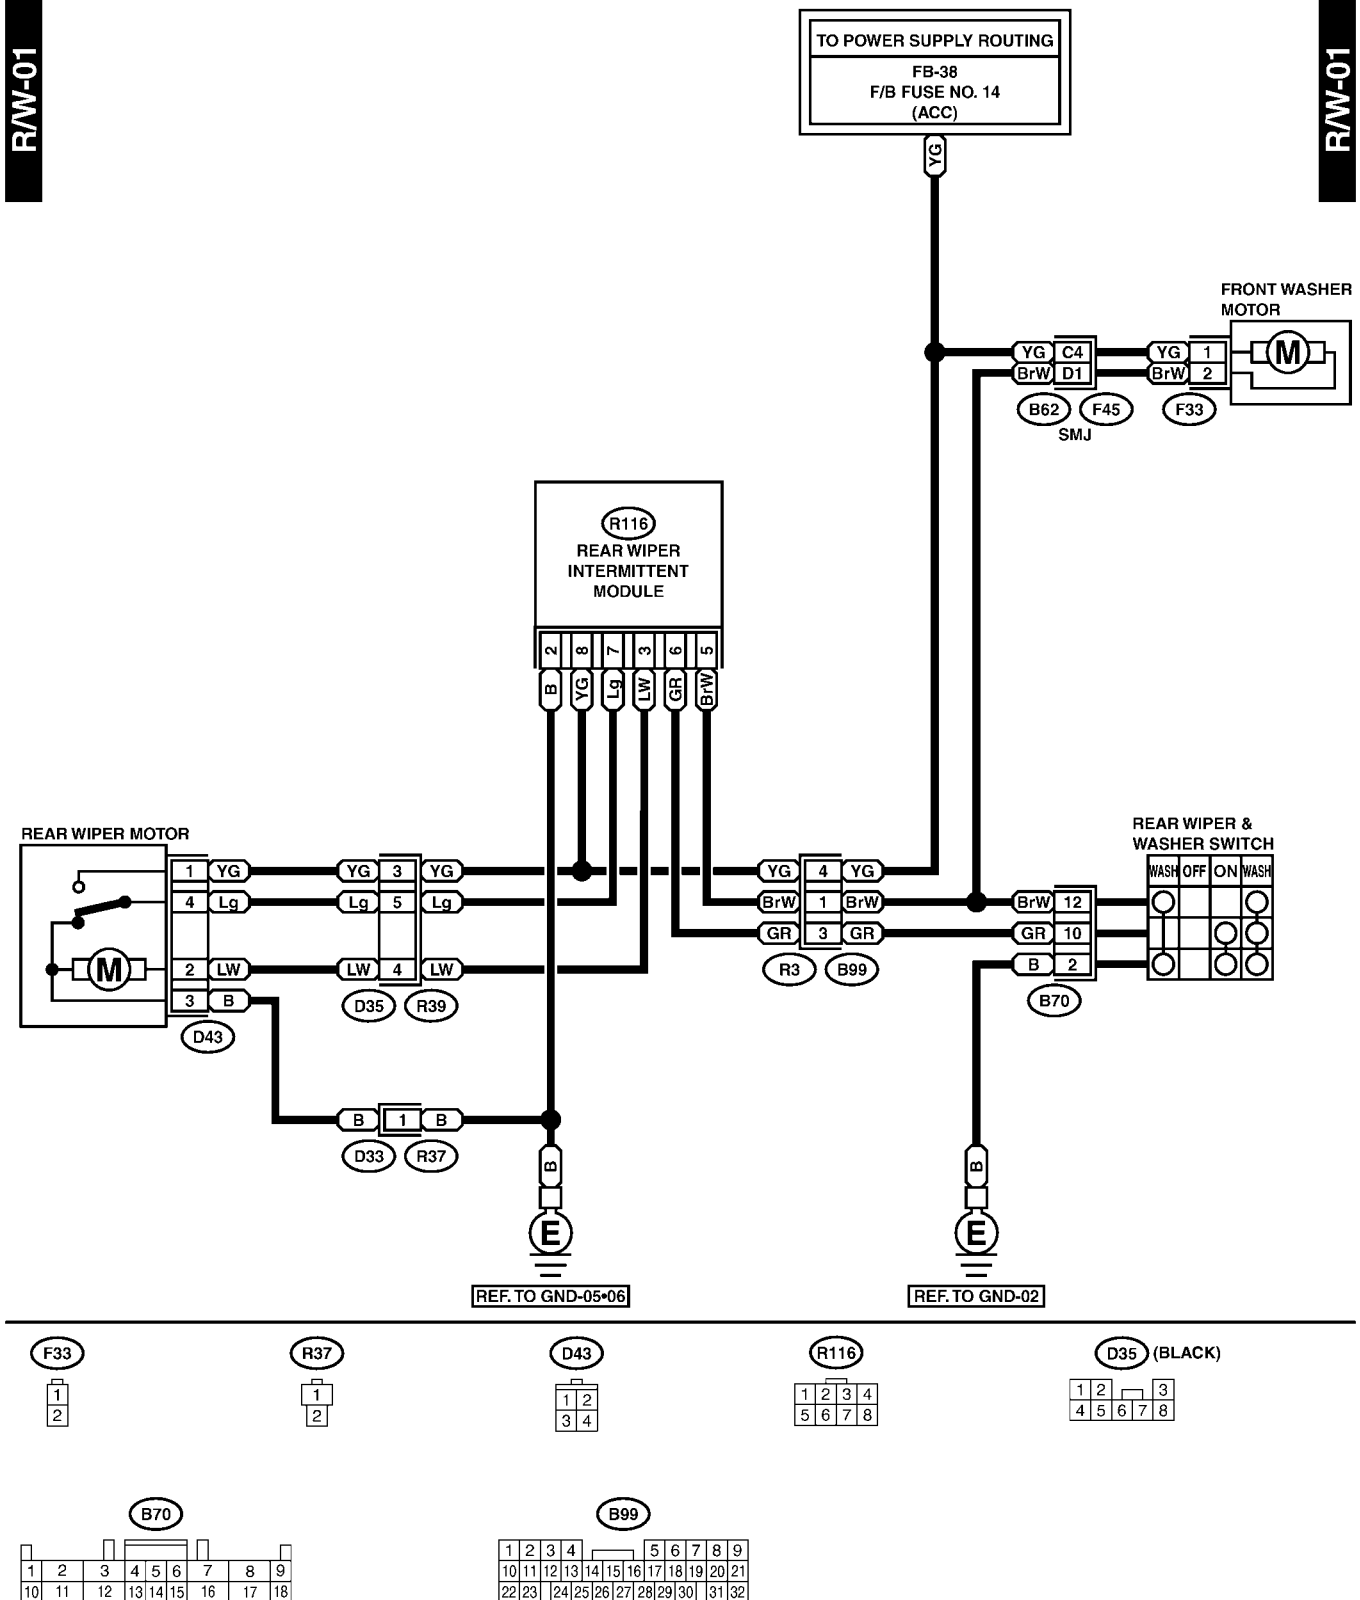 R/W-01
R/W-01
TO POWER SUPPLY ROUTING
FB-38
F/B FUSE NO. 14
(ACC)
YG
FRONT WASHER
MOTOR
YG C4 YG 1 M
BrW D1 BrW 2
B62 F45 F33
SMJ
R116
REAR WIPER
INTERMITTENT
MODULE
2 8 7 3 6 5
B YG Lg LW GR BrW
REAR WIPER MOTOR
REAR WIPER &
WASHER SWITCH
WASH OFF ON WASH
1 YG YG 3 YG YG 4 YG
4 Lg Lg 5 Lg BrW 1 BrW BrW 12
GR 3 GR GR 10
M 2 LW LW 4 LW R3 B99 B 2
3 B D35 R39 B70
D43
B 1 B
D33 R37
B B
E E
REF. TO GND-05•06 REF. TO GND-02
F33 R37 D43 R116 D35 (BLACK)
1 1 1 2 1 2 3 4 1 2 3
2 2 3 4 5 6 7 8 4 5 6 7 8
B70 B99
1 2 3 4 5 6 7 8 9 1 2 3 4 5 6 7 8 9
10 11 12 13 14 15 16 17 18 10 11 12 13 14 15 16 17 18 19 20 21
22 23 24 25 26 27 28 29 30 31 32